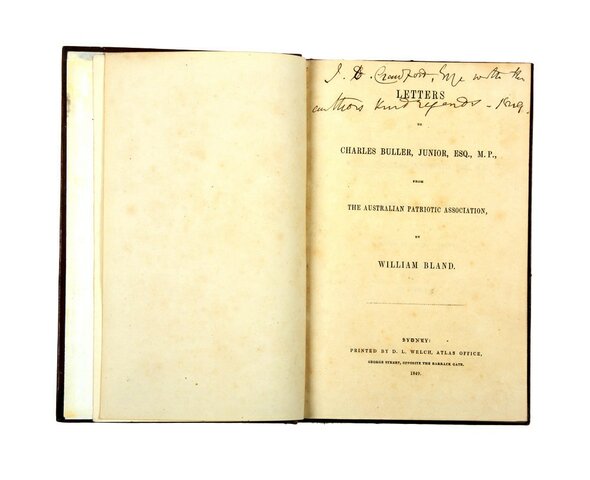 J. D. Crawford, Esqe with the
authors kind regards - 1849.
LETTERS
TO
CHARLES BULLER, JUNIOR, ESQ., M.P.,
FROM
THE AUSTRALIAN PATRIOTIC ASSOCIATION,
BY
WILLIAM BLAND.
SYDNEY:
PRINTED BY D. L. WELCH, ATLAS OFFICE,
GEORGE STREET, OPPOSITE THE BARRACK GATE.
1849.